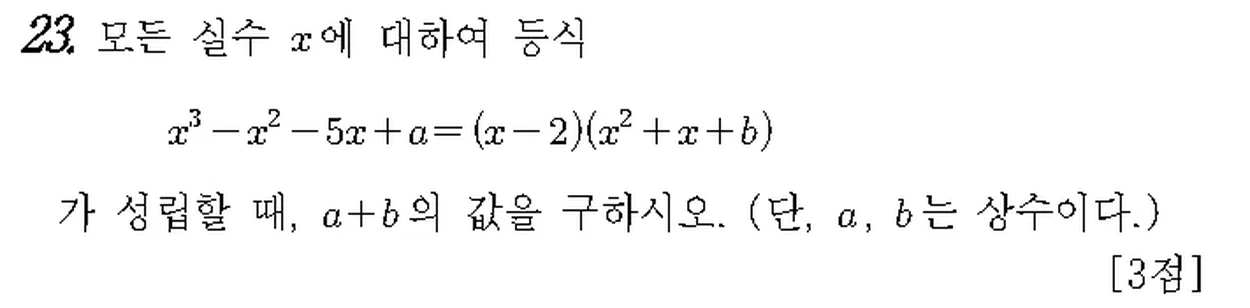 23. 모든 실수 x에 대하여 등식
x³－x²－5x＋a＝(x－2)(x²＋x＋b)
가 성립할 때, a＋b의 값을 구하시오. (단, a, b는 상수이다.)
[3점]